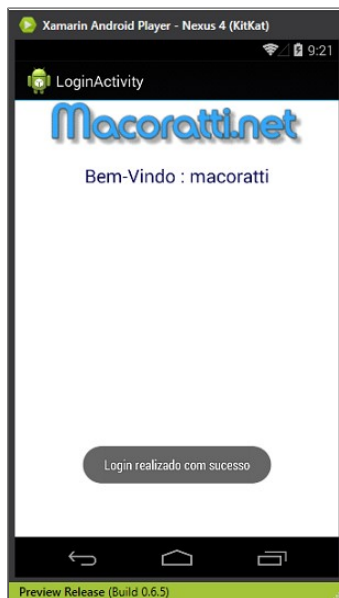 Xamarin Android Player - Nexus 4 (KitKat)
9:21
LoginActivity
Macoratti.net
Bem-Vindo : macoratti
Login realizado com sucesso
Preview Release (Build 0.6.5)